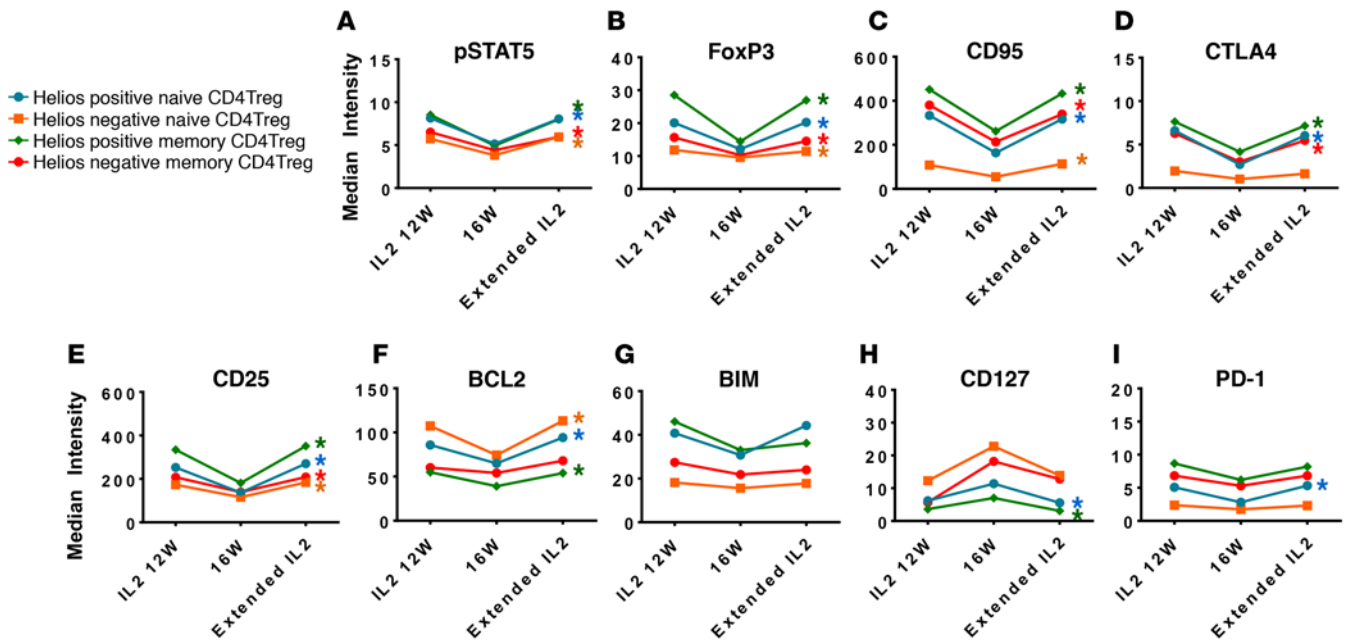 Helios positive naive CD4Treg
Helios negative naive CD4Treg
Helios positive memory CD4Treg
Helios negative memory CD4Treg
A
pSTAT5
Median Intensity
15
10
5
0
IL2 12W
16W
Extended IL2
*
*
*
*
B
FoxP3
40
30
20
10
0
IL2 12W
16W
Extended IL2
*
*
*
*
C
CD95
600
400
200
0
IL2 12W
16W
Extended IL2
*
*
*
*
D
CTLA4
15
10
5
0
IL2 12W
16W
Extended IL2
*
*
*
E
CD25
Median Intensity
600
400
200
0
IL2 12W
16W
Extended IL2
*
*
*
*
F
BCL2
150
100
50
0
IL2 12W
16W
Extended IL2
*
*
*
G
BIM
60
40
20
0
IL2 12W
16W
Extended IL2
H
CD127
40
30
20
10
0
IL2 12W
16W
Extended IL2
*
*
I
PD-1
20
15
10
5
0
IL2 12W
16W
Extended IL2
*